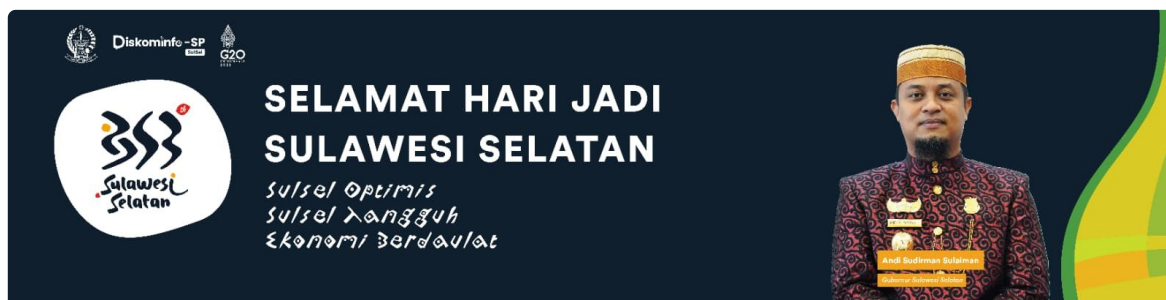 Diskominfo-SP
SulSel
G20
SELAMAT HARI JADI
SULAWESI SELATAN
Sulsel Optimis
Sulsel Tangguh
Ekonomi Berdaulat
353
th
Sulawesi
Selatan
Andi Sudirman Sulaiman
Gubernur Sulawesi Selatan